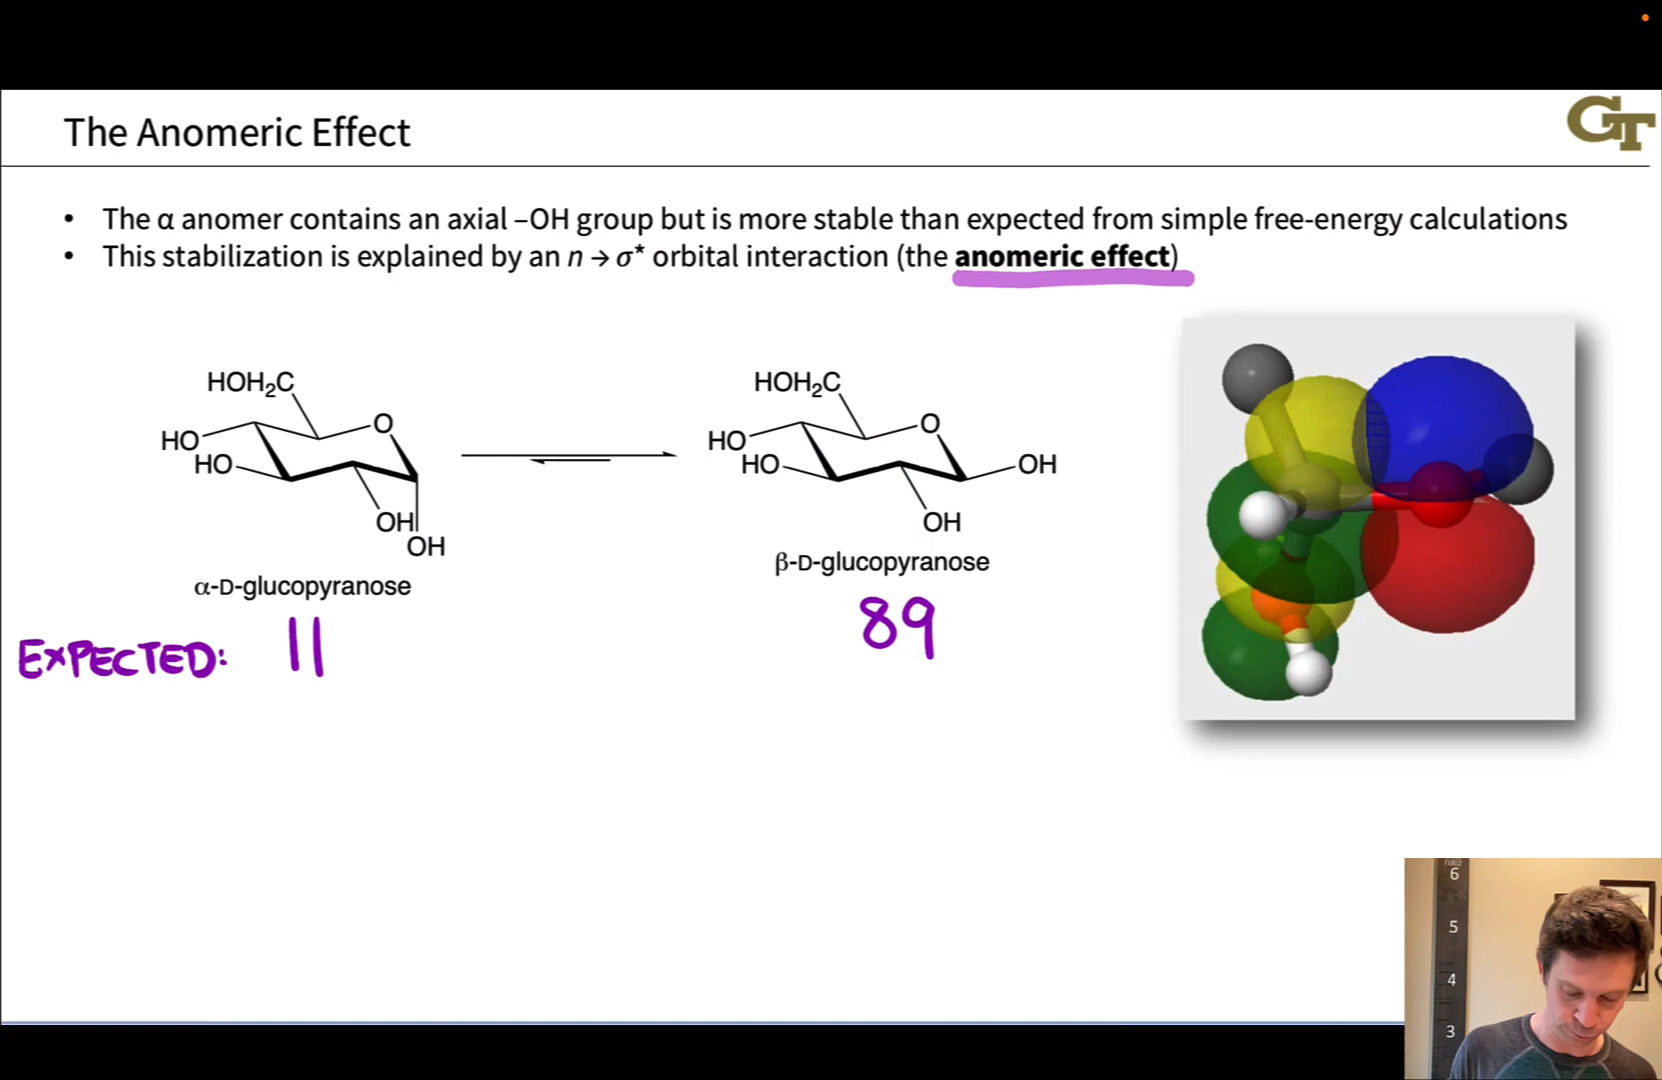 The Anomeric Effect
GT
• The α anomer contains an axial –OH group but is more stable than expected from simple free-energy calculations
• This stabilization is explained by an n → σ* orbital interaction (the anomeric effect)
HOH₂C
O
HO
HO
OH
OH
α-D-glucopyranose
HOH₂C
O
HO
HO
OH
OH
β-D-glucopyranose
EXPECTED: 11 89
6
5
4
3